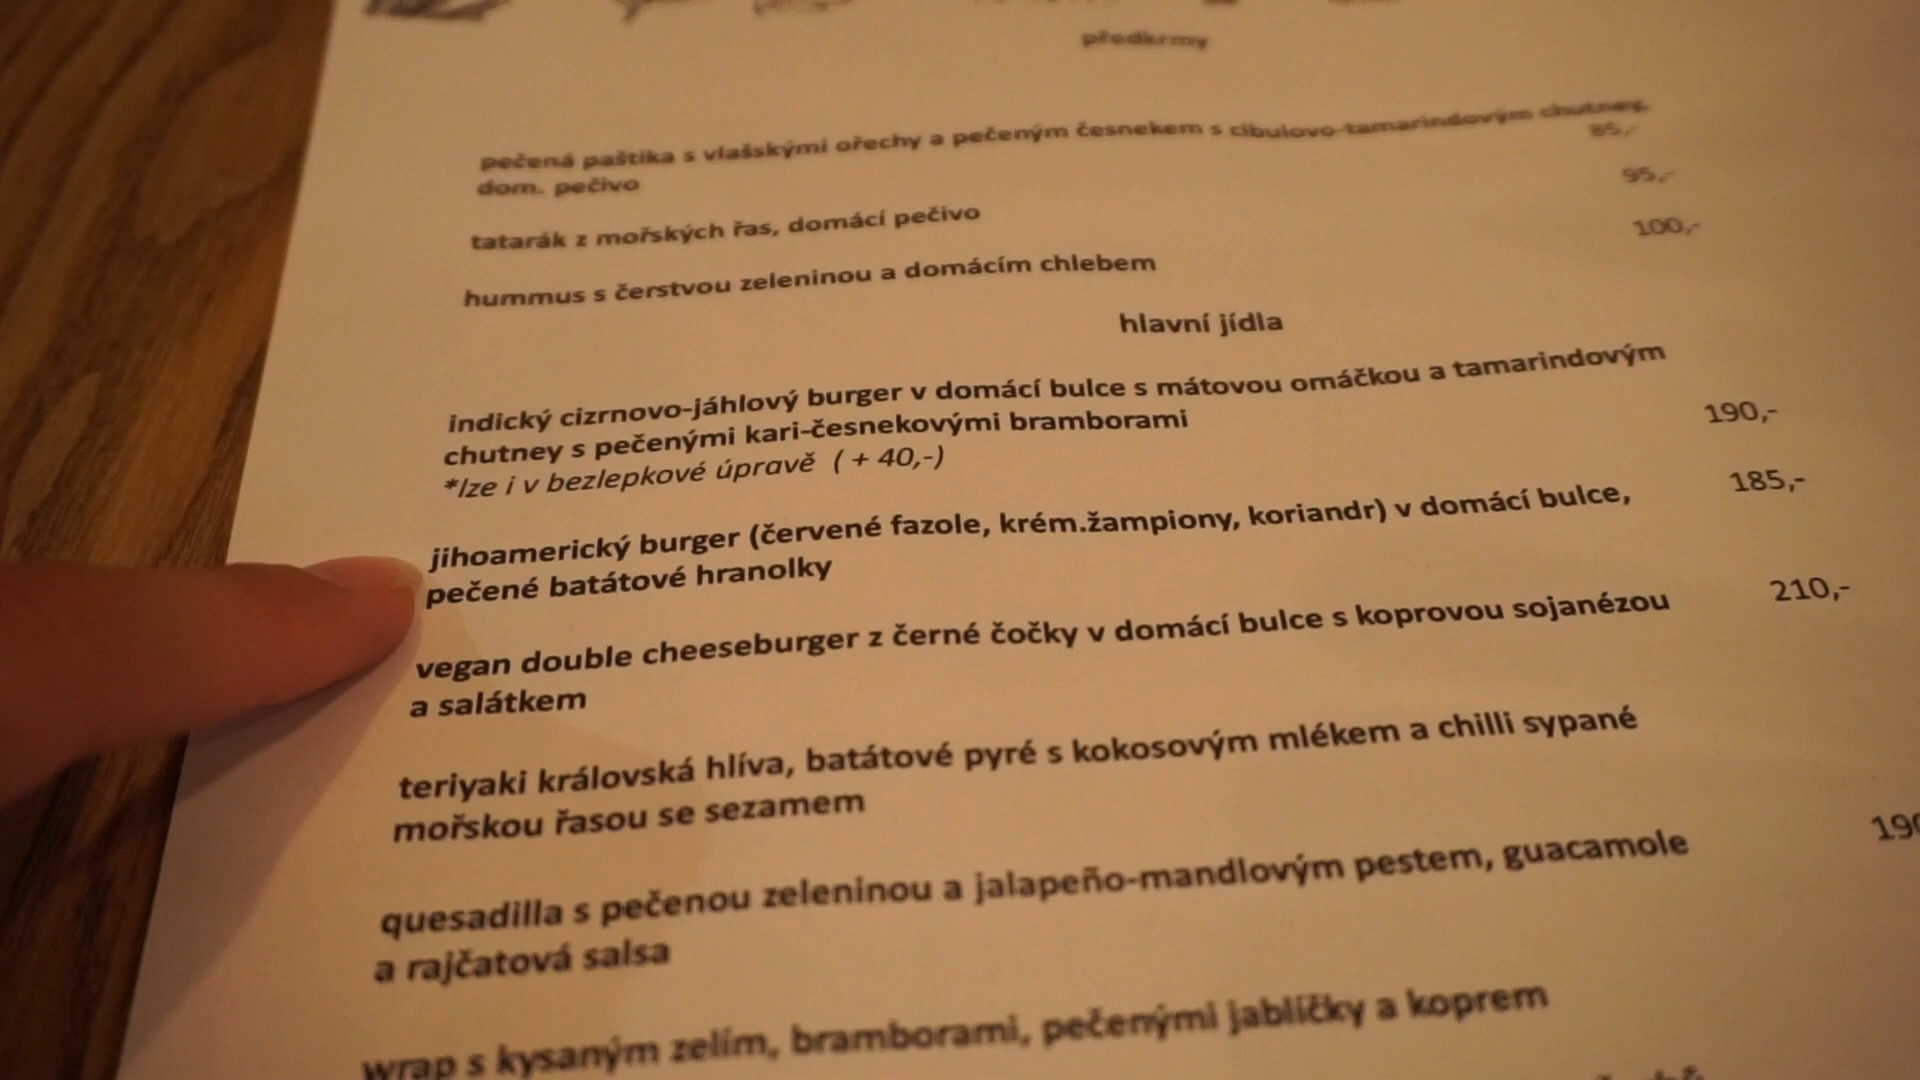 předkrmy
pečená paštika s vlašskými ořechy a pečeným česnekem s cibulovo-tamarindovým chutney,
dom. pečivo 85,-
tatarák z mořských řas, domácí pečivo 95,-
hummus s čerstvou zeleninou a domácím chlebem 100,-
hlavní jídla
indický cizrnovo-jáhlový burger v domácí bulce s mátovou omáčkou a tamarindovým
chutney s pečenými kari-česnekovými bramborami 190,-
*lze i v bezlepkové úpravě ( + 40,-)
jihoamerický burger (červené fazole, krém.žampiony, koriandr) v domácí bulce, 185,-
pečené batátové hranolky
vegan double cheeseburger z černé čočky v domácí bulce s koprovou sojanézou 210,-
a salátkem
teriyaki královská hlíva, batátové pyré s kokosovým mlékem a chilli sypané
mořskou řasou se sezamem
quesadilla s pečenou zeleninou a jalapeño-mandlovým pestem, guacamole
a rajčatová salsa
wrap s kysaným zelím, bramborami, pečenými jablíčky a koprem